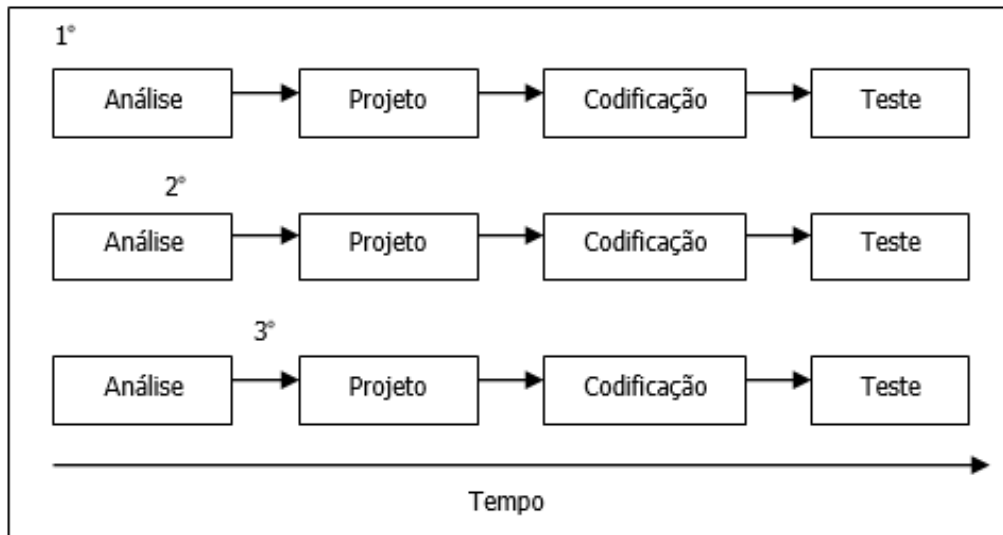 1°
Análise Projeto Codificação Teste
2°
Análise Projeto Codificação Teste
3°
Análise Projeto Codificação Teste
Tempo